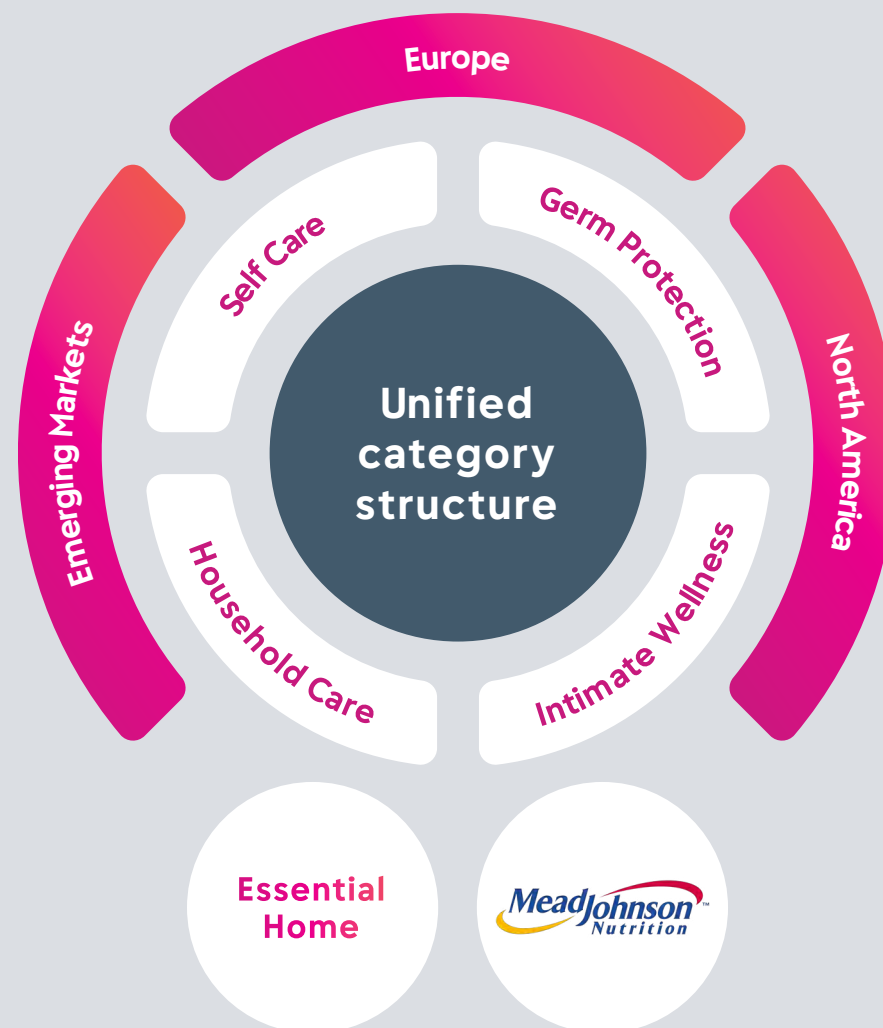 Europe
Emerging Markets
North America
Self Care
Germ Protection
Household Care
Intimate Wellness
Unified
category
structure
Essential
Home
MeadJohnson™
Nutrition